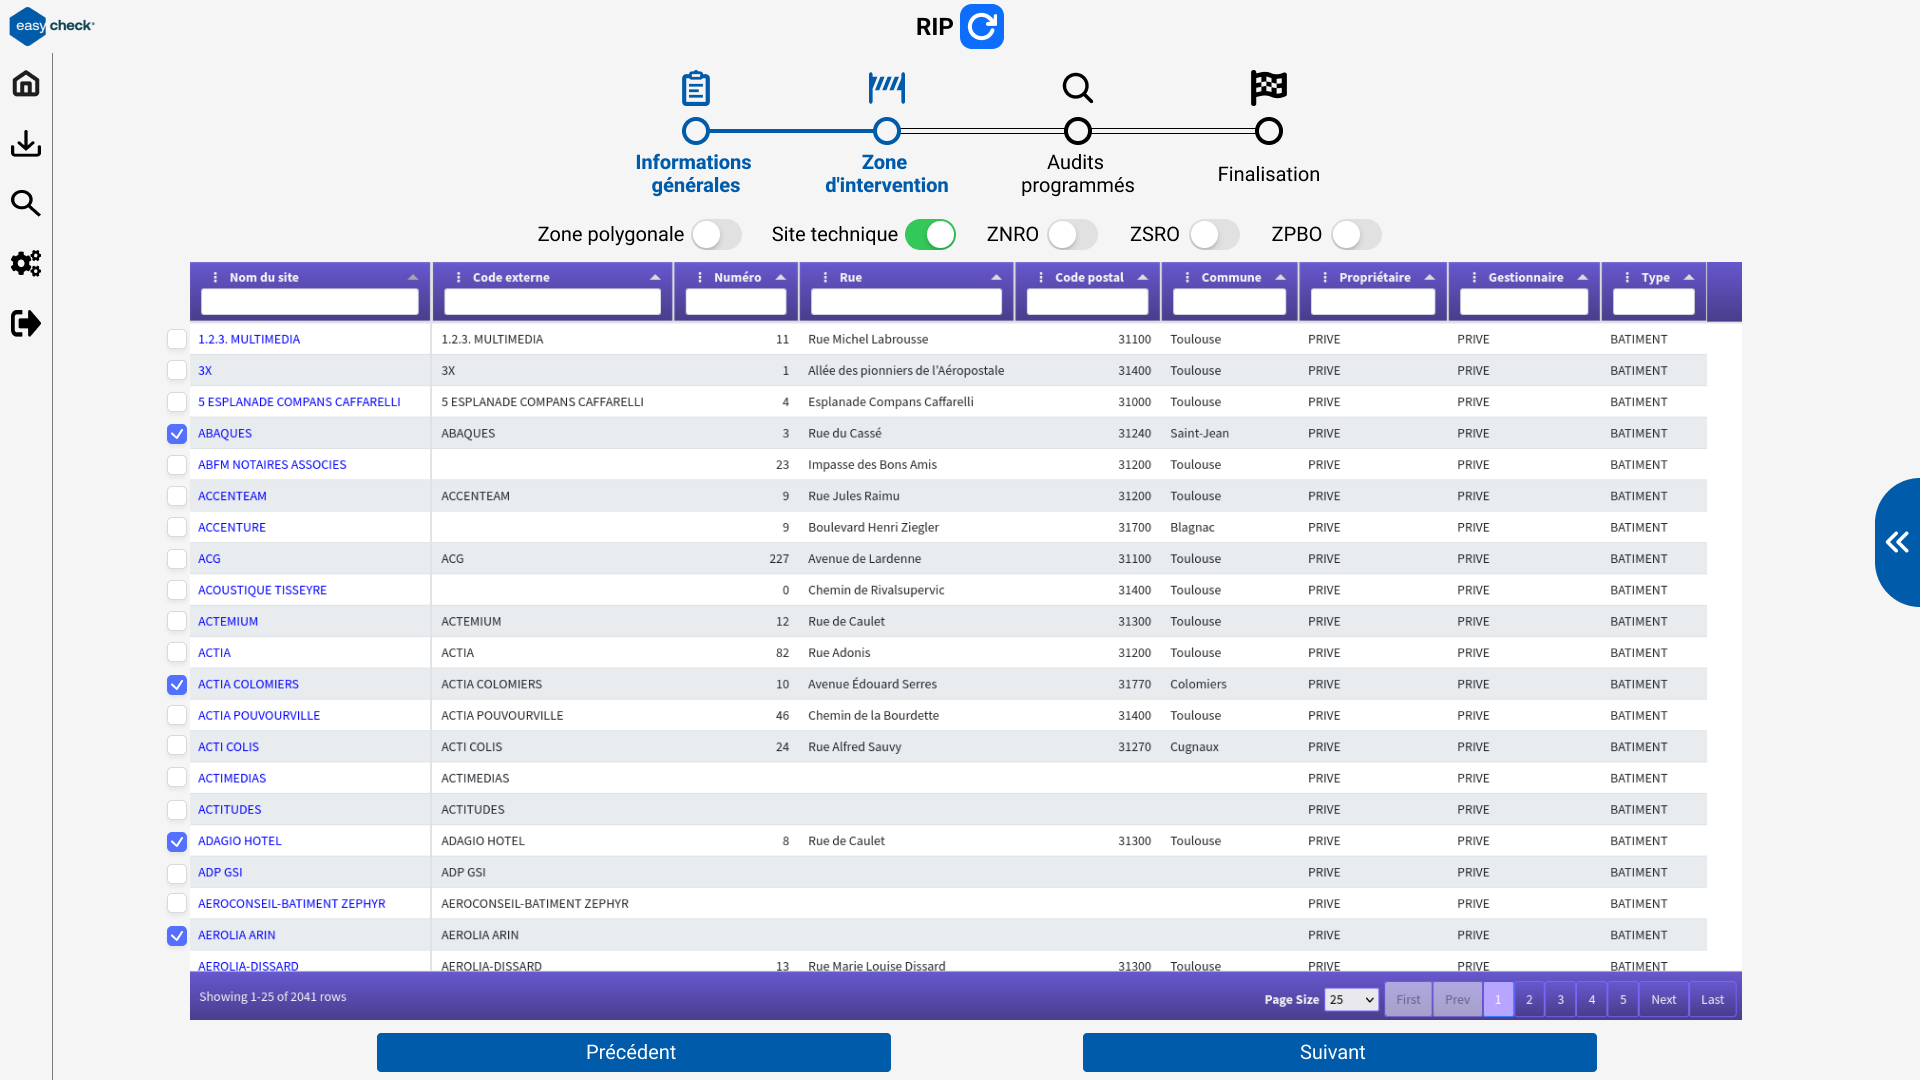 easy check
RIP
Informations générales
Zone d'intervention
Audits programmés
Finalisation
Zone polygonale
Site technique
ZNRO
ZSRO
ZPBO
Nom du site Code externe Numéro Rue Code postal Commune Propriétaire Gestionnaire Type
1.2.3. MULTIMEDIA 1.2.3. MULTIMEDIA 11 Rue Michel Labrousse 31100 Toulouse PRIVE PRIVE BATIMENT
3X 3X 1 Allée des pionniers de l'Aéropostale 31400 Toulouse PRIVE PRIVE BATIMENT
5 ESPLANADE COMPANS CAFFARELLI 5 ESPLANADE COMPANS CAFFARELLI 4 Esplanade Compans Caffarelli 31000 Toulouse PRIVE PRIVE BATIMENT
ABAQUES ABAQUES 3 Rue du Cassé 31240 Saint-Jean PRIVE PRIVE BATIMENT
ABFM NOTAIRES ASSOCIES 23 Impasse des Bons Amis 31200 Toulouse PRIVE PRIVE BATIMENT
ACCENTEAM ACCENTEAM 9 Rue Jules Raimu 31200 Toulouse PRIVE PRIVE BATIMENT
ACCENTURE 9 Boulevard Henri Ziegler 31700 Blagnac PRIVE PRIVE BATIMENT
ACG ACG 227 Avenue de Lardenne 31100 Toulouse PRIVE PRIVE BATIMENT
ACOUSTIQUE TISSEYRE 0 Chemin de Rivalsupervic 31400 Toulouse PRIVE PRIVE BATIMENT
ACTEMIUM ACTEMIUM 12 Rue de Caulet 31300 Toulouse PRIVE PRIVE BATIMENT
ACTIA ACTIA 82 Rue Adonis 31200 Toulouse PRIVE PRIVE BATIMENT
ACTIA COLOMIERS ACTIA COLOMIERS 10 Avenue Édouard Serres 31770 Colomiers PRIVE PRIVE BATIMENT
ACTIA POUVOURVILLE ACTIA POUVOURVILLE 46 Chemin de la Bourdette 31400 Toulouse PRIVE PRIVE BATIMENT
ACTI COLIS ACTI COLIS 24 Rue Alfred Sauvy 31270 Cugnaux PRIVE PRIVE BATIMENT
ACTIMEDIAS ACTIMEDIAS PRIVE PRIVE BATIMENT
ACTITUDES ACTITUDES PRIVE PRIVE BATIMENT
ADAGIO HOTEL ADAGIO HOTEL 8 Rue de Caulet 31300 Toulouse PRIVE PRIVE BATIMENT
ADP GSI ADP GSI PRIVE PRIVE BATIMENT
AEROCONSEIL-BATIMENT ZEPHYR AEROCONSEIL-BATIMENT ZEPHYR PRIVE PRIVE BATIMENT
AEROLIA ARIN AEROLIA ARIN PRIVE PRIVE BATIMENT
AEROLIA-DISSARD AEROLIA-DISSARD 13 Rue Marie Louise Dissard 31300 Toulouse PRIVE PRIVE BATIMENT
Showing 1-25 of 2041 rows Page Size 25 First Prev 1 2 3 4 5 Next Last
Précédent
Suivant